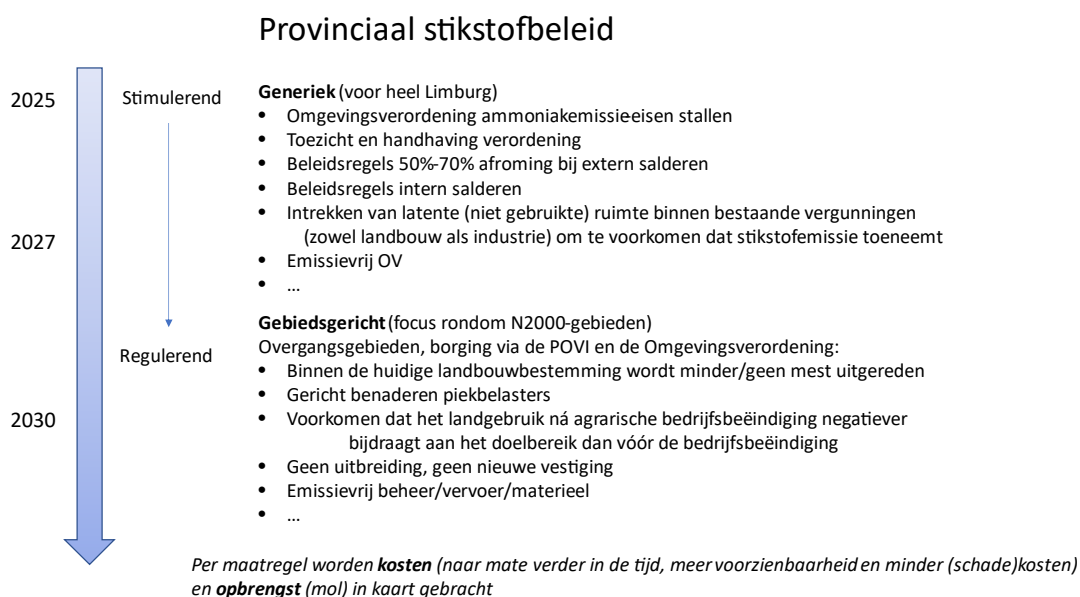 Provinciaal stikstofbeleid
2025
Stimulerend
Generiek (voor heel Limburg)
• Omgevingsverordening ammoniakemissie-eisen stallen
• Toezicht en handhaving verordening
• Beleidsregels 50%-70% afroming bij extern salderen
• Beleidsregels intern salderen
• Intrekken van latente (niet gebruikte) ruimte binnen bestaande vergunningen
2027
(zowel landbouw als industrie) om te voorkomen dat stikstofemissie toeneemt
• Emissievrij OV
• ...
Gebiedsgericht (focus rondom N2000-gebieden)
Regulerend
Overgangsgebieden, borging via de POVI en de Omgevingsverordening:
• Binnen de huidige landbouwbestemming wordt minder/geen mest uitgereden
• Gericht benaderen piekbelasters
2030
• Voorkomen dat het landgebruik ná agrarische bedrijfsbeëindiging negatiever
bijdraagt aan het doelbereik dan vóór de bedrijfsbeëindiging
• Geen uitbreiding, geen nieuwe vestiging
• Emissievrij beheer/vervoer/materieel
• ...
Per maatregel worden kosten (naar mate verder in de tijd, meer voorzienbaarheid en minder (schade)kosten)
en opbrengst (mol) in kaart gebracht